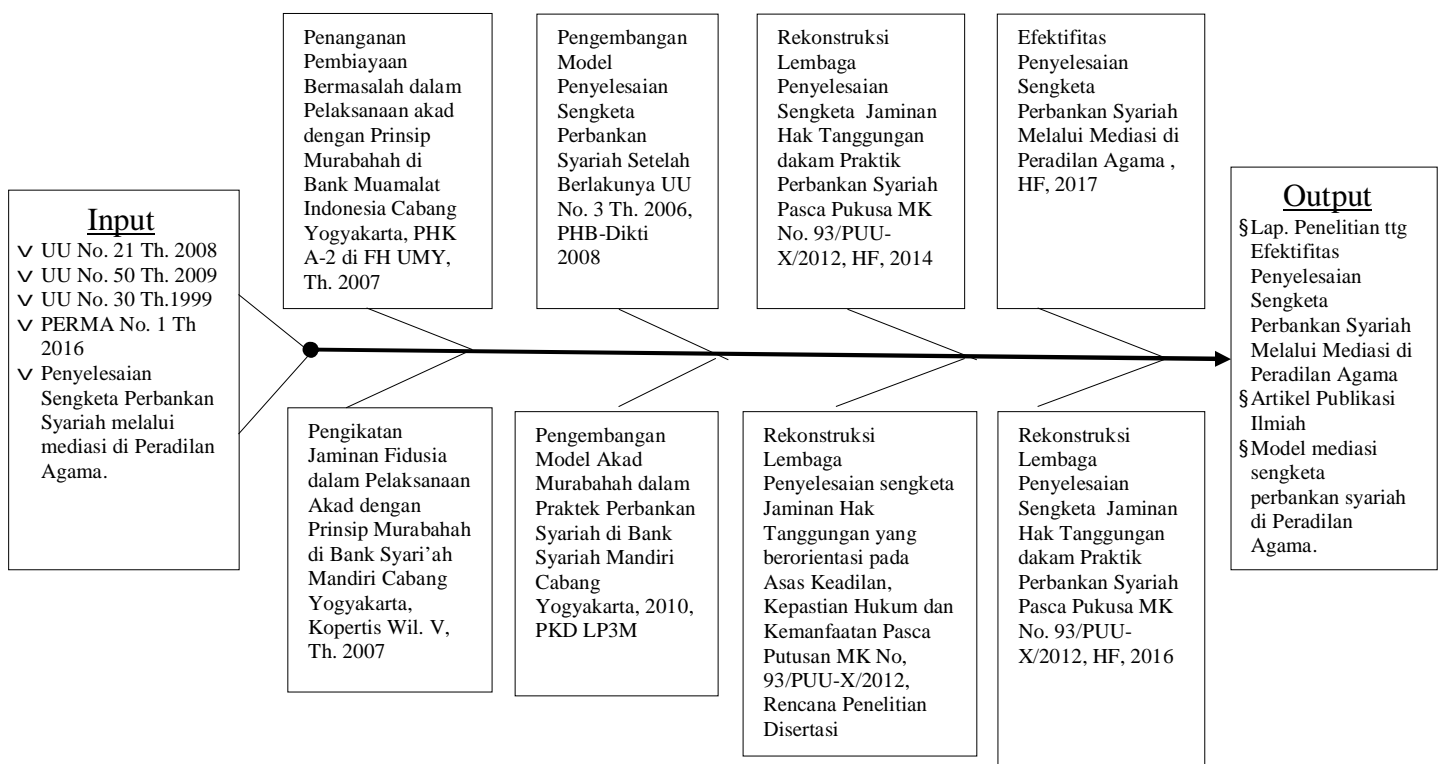 Input
v UU No. 21 Th. 2008
v UU No. 50 Th. 2009
v UU No. 30 Th.1999
v PERMA No. 1 Th
2016
v Penyelesaian
Sengketa Perbankan
Syariah melalui
mediasi di Peradilan
Agama.
Penanganan
Pembiayaan
Bermasalah dalam
Pelaksanaan akad
dengan Prinsip
Murabahah di
Bank Muamalat
Indonesia Cabang
Yogyakarta, PHK
A-2 di FH UMY,
Th. 2007
Pengembangan
Model
Penyelesaian
Sengketa
Perbankan
Syariah Setelah
Berlakunya UU
No. 3 Th. 2006,
PHB-Dikti
2008
Rekonstruksi
Lembaga
Penyelesaian
Sengketa Jaminan
Hak Tanggungan
dakam Praktik
Perbankan Syariah
Pasca Pukusa MK
No. 93/PUU-
X/2012, HF, 2014
Efektifitas
Penyelesaian
Sengketa
Perbankan Syariah
Melalui Mediasi di
Peradilan Agama ,
HF, 2017
Pengikatan
Jaminan Fidusia
dalam Pelaksanaan
Akad dengan
Prinsip Murabahah
di Bank Syari’ah
Mandiri Cabang
Yogyakarta,
Kopertis Wil. V,
Th. 2007
Pengembangan
Model Akad
Murabahah dalam
Praktek Perbankan
Syariah di Bank
Syariah Mandiri
Cabang
Yogyakarta, 2010,
PKD LP3M
Rekonstruksi
Lembaga
Penyelesaian sengketa
Jaminan Hak
Tanggungan yang
berorientasi pada
Asas Keadilan,
Kepastian Hukum dan
Kemanfaatan Pasca
Putusan MK No,
93/PUU-X/2012,
Rencana Penelitian
Disertasi
Rekonstruksi
Lembaga
Penyelesaian
Sengketa Jaminan
Hak Tanggungan
dakam Praktik
Perbankan Syariah
Pasca Pukusa MK
No. 93/PUU-
X/2012, HF, 2016
Output
§Lap. Penelitian ttg
Efektifitas
Penyelesaian
Sengketa
Perbankan Syariah
Melalui Mediasi di
Peradilan Agama
§Artikel Publikasi
Ilmiah
§Model mediasi
sengketa
perbankan syariah
di Peradilan
Agama.